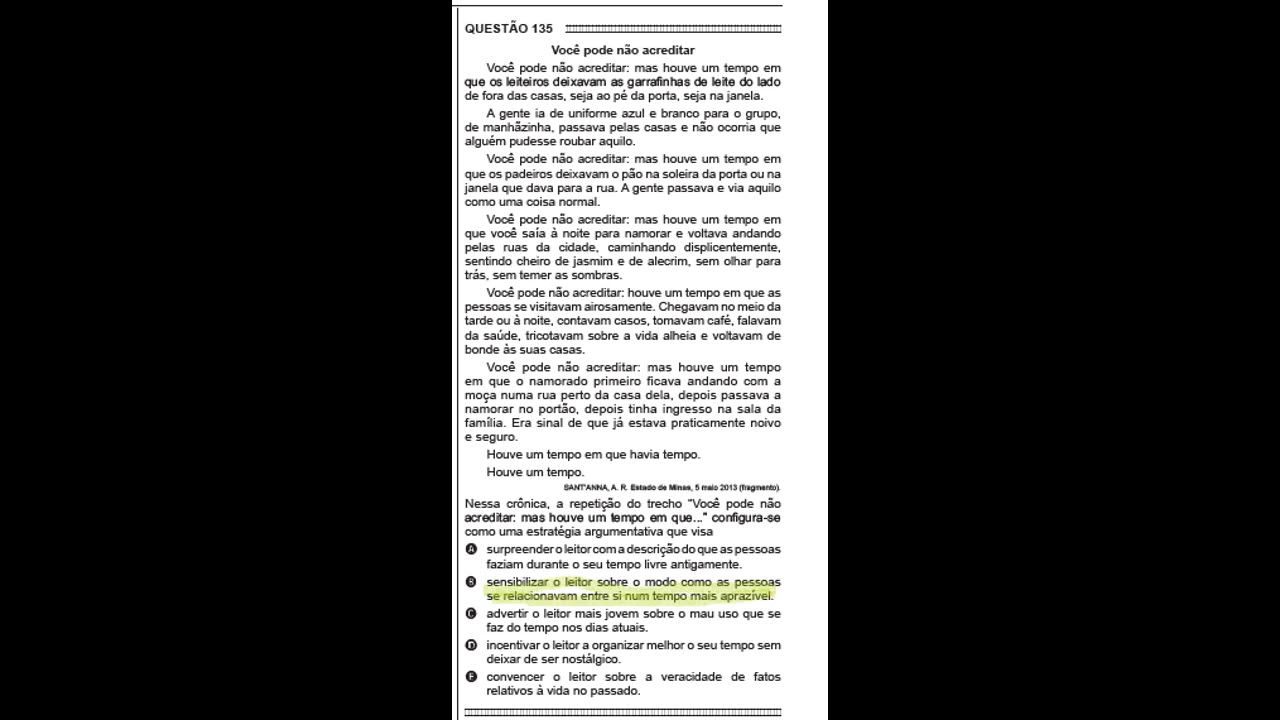 QUESTÃO 135
Você pode não acreditar
Você pode não acreditar: mas houve um tempo em
que os leiteiros deixavam as garrafinhas de leite do lado
de fora das casas, seja ao pé da porta, seja na janela.
A gente ia de uniforme azul e branco para o grupo,
de manhãzinha, passava pelas casas e não ocorria que
alguém pudesse roubar aquilo.
Você pode não acreditar: mas houve um tempo em
que os padeiros deixavam o pão na soleira da porta ou na
janela que dava para a rua. A gente passava e via aquilo
como uma coisa normal.
Você pode não acreditar: mas houve um tempo em
que você saía à noite para namorar e voltava andando
pelas ruas da cidade, caminhando displicentemente,
sentindo cheiro de jasmim e de alecrim, sem olhar para
trás, sem temer as sombras.
Você pode não acreditar: houve um tempo em que as
pessoas se visitavam airosamente. Chegavam no meio da
tarde ou à noite, contavam casos, tomavam café, falavam
da saúde, tricotavam sobre a vida alheia e voltavam de
bonde às suas casas.
Você pode não acreditar: mas houve um tempo
em que o namorado primeiro ficava andando com a
moça numa rua perto da casa dela, depois passava a
namorar no portão, depois tinha ingresso na sala da
família. Era sinal de que já estava praticamente noivo
e seguro.
Houve um tempo em que havia tempo.
Houve um tempo.
SANT'ANNA, A. R. Estado de Minas, 5 maio 2013 (fragmento).
Nessa crônica, a repetição do trecho "Você pode não
acreditar: mas houve um tempo em que..." configura-se
como uma estratégia argumentativa que visa
A surpreender o leitor com a descrição do que as pessoas
faziam durante o seu tempo livre antigamente.
B sensibilizar o leitor sobre o modo como as pessoas
se relacionavam entre si num tempo mais aprazível.
C advertir o leitor mais jovem sobre o mau uso que se
faz do tempo nos dias atuais.
D incentivar o leitor a organizar melhor o seu tempo sem
deixar de ser nostálgico.
E convencer o leitor sobre a veracidade de fatos
relativos à vida no passado.